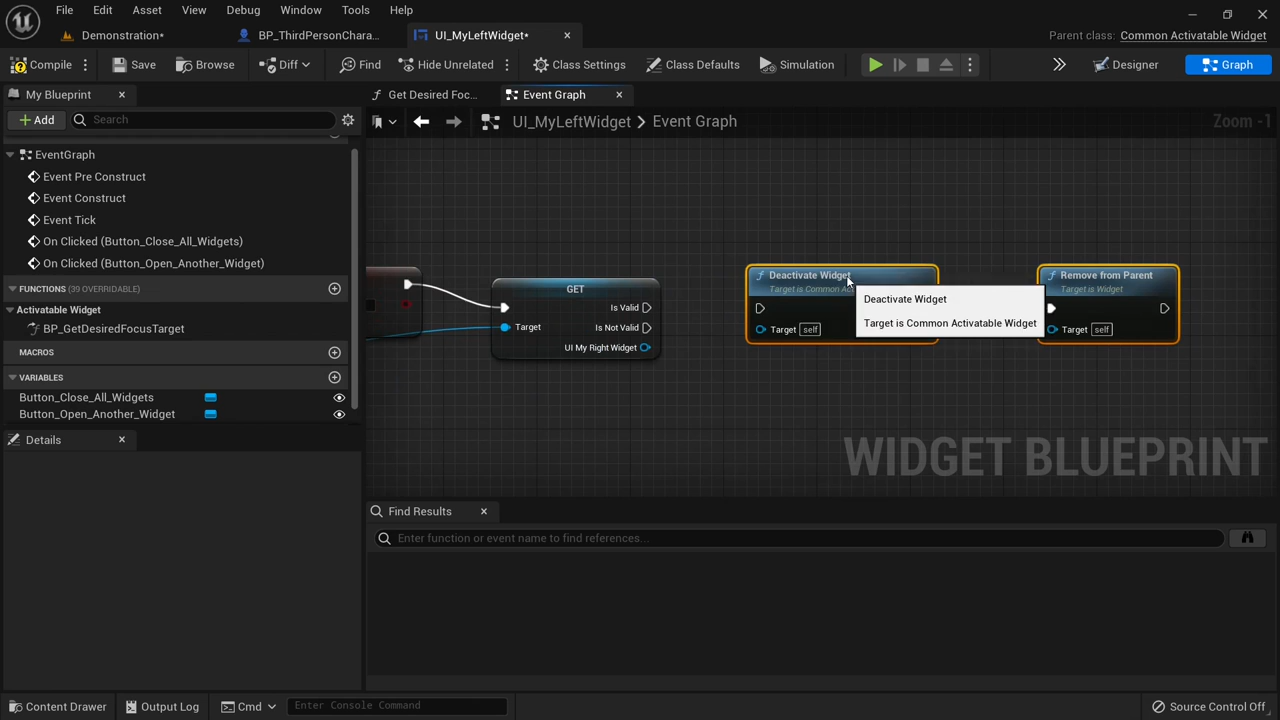 File Edit Asset View Debug Window Tools Help
Demonstration* BP_ThirdPersonChara... UI_MyLeftWidget* Parent class: Common Activatable Widget
Compile Save Browse Diff Find Hide Unrelated Class Settings Class Defaults Simulation Designer Graph
My Blueprint Get Desired Foc... Event Graph
Add Search UI_MyLeftWidget Event Graph Zoom -1
EventGraph
Event Pre Construct
Event Construct
Event Tick
On Clicked (Button_Close_All_Widgets)
On Clicked (Button_Open_Another_Widget)
FUNCTIONS (39 OVERRIDABLE)
Activatable Widget
BP_GetDesiredFocusTarget
MACROS
VARIABLES
Button_Close_All_Widgets
Button_Open_Another_Widget
Details
GET
Is Valid
Target Is Not Valid
UI My Right Widget
Deactivate Widget
Target is Common Ac
Target self
Deactivate Widget
Target is Common Activatable Widget
Remove from Parent
Target is Widget
Target self
WIDGET BLUEPRINT
Find Results
Enter function or event name to find references...
Content Drawer Output Log Cmd Enter Console Command Source Control Off